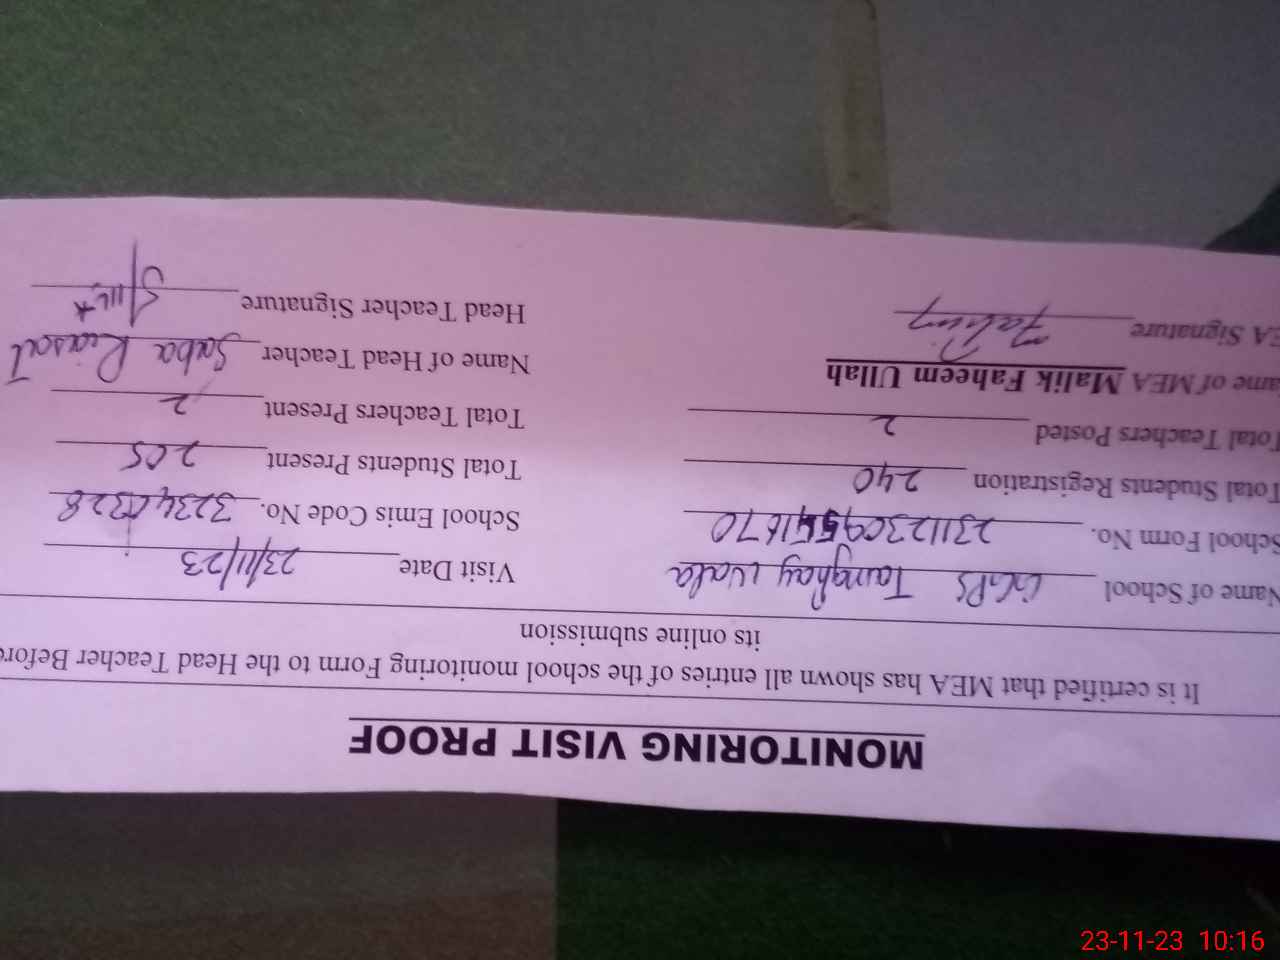 MONITORING VISIT PROOF
It is certified that MEA has shown all entries of the school monitoring Form to the Head Teacher Before
its online submission
Name of School GGPS Tanghay wala Visit Date 23/11/23
School Form No. School Emis Code No.
Total Students Registration 240 Total Students Present 205
Total Teachers Posted 2 Total Teachers Present 2
Name of MEA Malik Faheem Ullah Name of Head Teacher Saba Riasat
EA Signature Faheem Head Teacher Signature
23-11-23 10:16